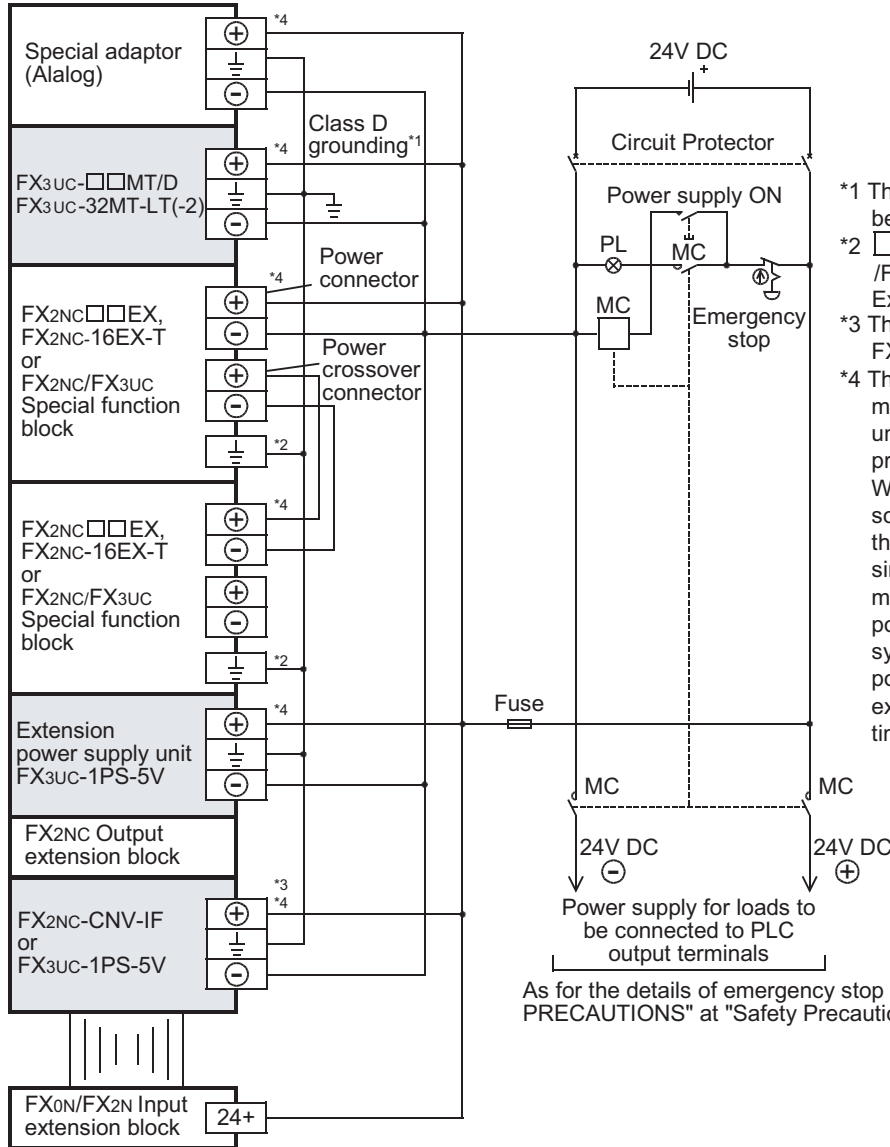 Special adaptor
(Alalog)
*4
Class D
grounding*1
FX3UC-□□MT/D
FX3UC-32MT-LT(-2)
*4
Power
connector
*4
FX2NC□□EX,
FX2NC-16EX-T
or
FX2NC/FX3UC
Special function
block
Power
crossover
connector
*2
FX2NC□□EX,
FX2NC-16EX-T
or
FX2NC/FX3UC
Special function
block
*4
*2
Extension
power supply unit
FX3UC-1PS-5V
*4
FX2NC Output
extension block
FX2NC-CNV-IF
or
FX3UC-1PS-5V
*3
*4
FX0N/FX2N Input
extension block
24+
24V DC
+
Circuit Protector
Power supply ON
PL
MC
MC
Emergency
stop
Fuse
MC
MC
24V DC
24V DC
Power supply for loads to
be connected to PLC
output terminals
As for the details of emergency stop
PRECAUTIONS" at "Safety Precautio
*1 Th
be
*2 □
/F
Ex
*3 Th
FX
*4 Th
m
un
pr
W
so
th
sin
m
po
sy
po
ex
tin